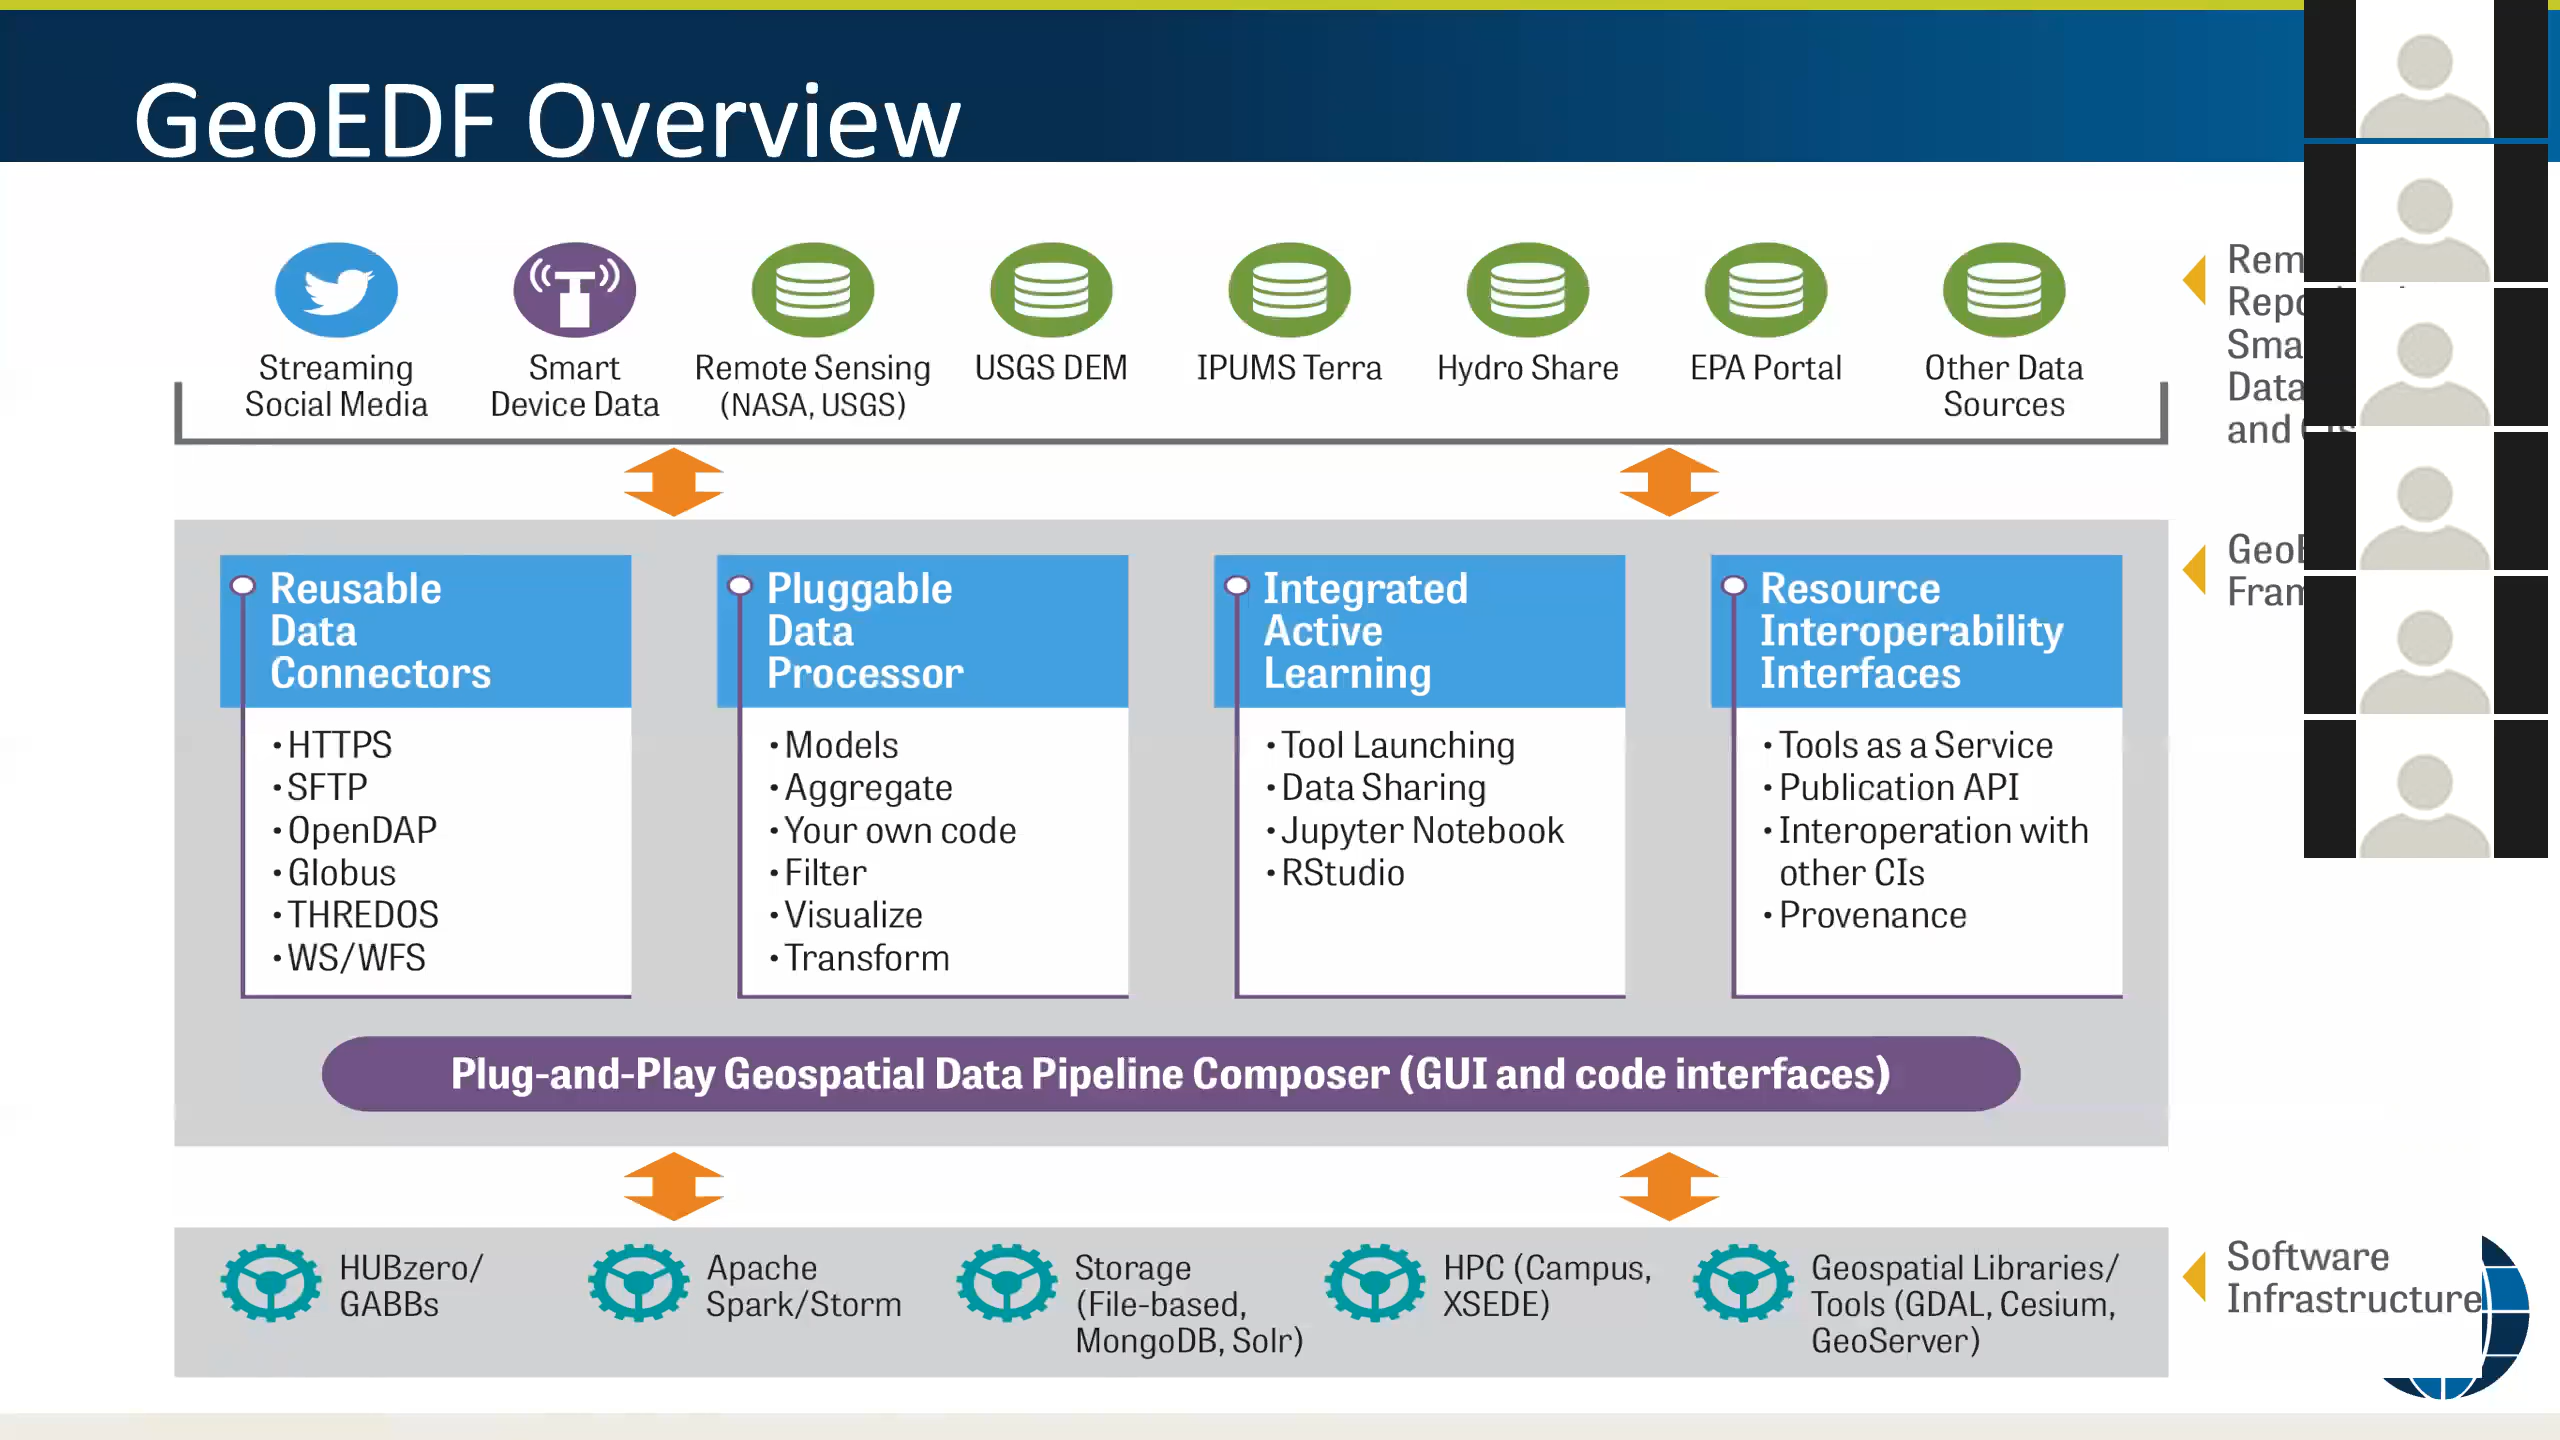 GeoEDF Overview
Streaming
Social Media
Smart
Device Data
Remote Sensing
(NASA, USGS)
USGS DEM
IPUMS Terra
Hydro Share
EPA Portal
Other Data
Sources
Data
and
Reusable
Data
Connectors
•HTTPS
•SFTP
•OpenDAP
•Globus
•THREDOS
•WS/WFS
Pluggable
Data
Processor
•Models
•Aggregate
•Your own code
•Filter
•Visualize
•Transform
Integrated
Active
Learning
•Tool Launching
•Data Sharing
•Jupyter Notebook
•RStudio
Resource
Interoperability
Interfaces
•Tools as a Service
•Publication API
•Interoperation with
other CIs
•Provenance
Plug-and-Play Geospatial Data Pipeline Composer (GUI and code interfaces)
HUBzero/
GABBs
Apache
Spark/Storm
Storage
(File-based,
MongoDB, Solr)
HPC (Campus,
XSEDE)
Geospatial Libraries/
Tools (GDAL, Cesium,
GeoServer)
Software
Infrastructure